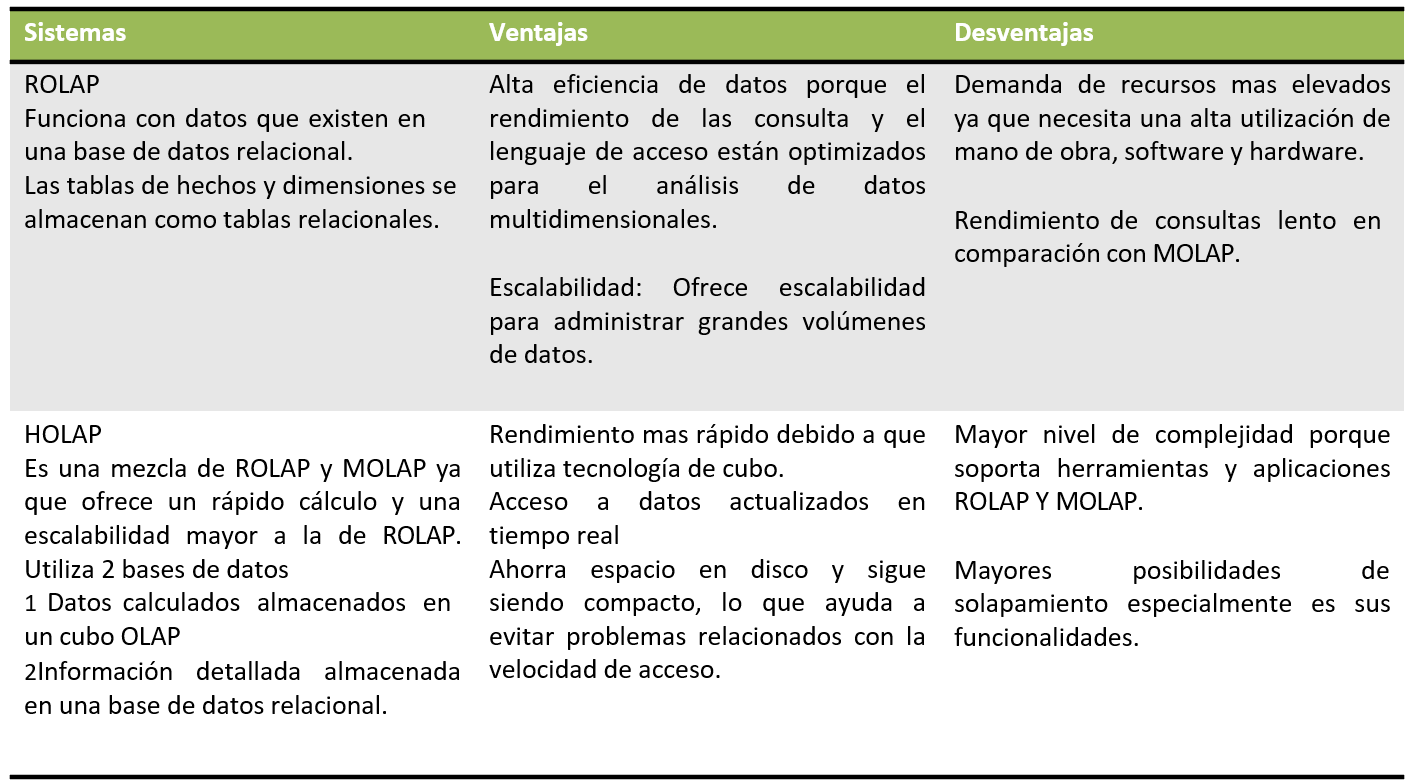 Sistemas
Ventajas
Desventajas
ROLAP
Funciona con datos que existen en
una base de datos relacional.
Las tablas de hechos y dimensiones se
almacenan como tablas relacionales.
Alta eficiencia de datos porque el
rendimiento de las consulta y el
lenguaje de acceso están optimizados
para el análisis de datos
multidimensionales.
Escalabilidad: Ofrece escalabilidad
para administrar grandes volúmenes
de datos.
Demanda de recursos mas elevados
ya que necesita una alta utilización de
mano de obra, software y hardware.
Rendimiento de consultas lento en
comparación con MOLAP.
HOLAP
Es una mezcla de ROLAP y MOLAP ya
que ofrece un rápido cálculo y una
escalabilidad mayor a la de ROLAP.
Utiliza 2 bases de datos
1 Datos calculados almacenados en
un cubo OLAP
2Información detallada almacenada
en una base de datos relacional.
Rendimiento mas rápido debido a que
utiliza tecnología de cubo.
Acceso a datos actualizados en
tiempo real
Ahorra espacio en disco y sigue
siendo compacto, lo que ayuda a
evitar problemas relacionados con la
velocidad de acceso.
Mayor nivel de complejidad porque
soporta herramientas y aplicaciones
ROLAP Y MOLAP.
Mayores posibilidades de
solapamiento especialmente es sus
funcionalidades.